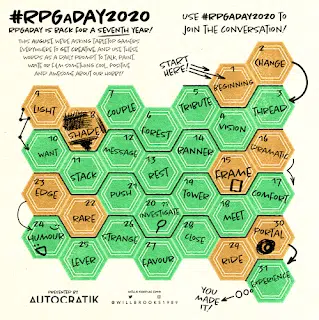 #RPGaDAY2020
RPGADAY IS BACK FOR A SEVENTH YEAR!
THIS AUGUST, WE'RE ASKING TABLETOP GAMERS
EVERYWHERE TO GET CREATIVE, AND USE THESE
WORDS AS A DAILY PROMPT TO TALK, PAINT,
WRITE OR FILM SOMETHING COOL, POSITIVE
AND AWESOME ABOUT OUR HOBBY!
USE #RPGADAY2020 TO
JOIN THE CONVERSATION!
START
HERE!
1
BEGINNING
2
CHANGE
3
THREAD
4
VISION
5
TRIBUTE
6
FOREST
7
COUPLE
8
SHADE
9
LIGHT
10
WANT
11
STACK
12
MESSAGE
13
REST
14
BANNER
15
FRAME
16
DRAMATIC
17
COMFORT
18
MEET
19
TOWER
20
INVESTIGATE
?
21
PUSH
22
RARE
23
EDGE
24
HUMOUR
25
LEVER
26
STRANGE
27
FAVOUR
28
CLOSE
29
RIDE
30
PORTAL
31
EXPERIENCE
YOU
MADE
IT!
PRESENTED BY
AUTOCRATIK
@WILLBROOKS1989